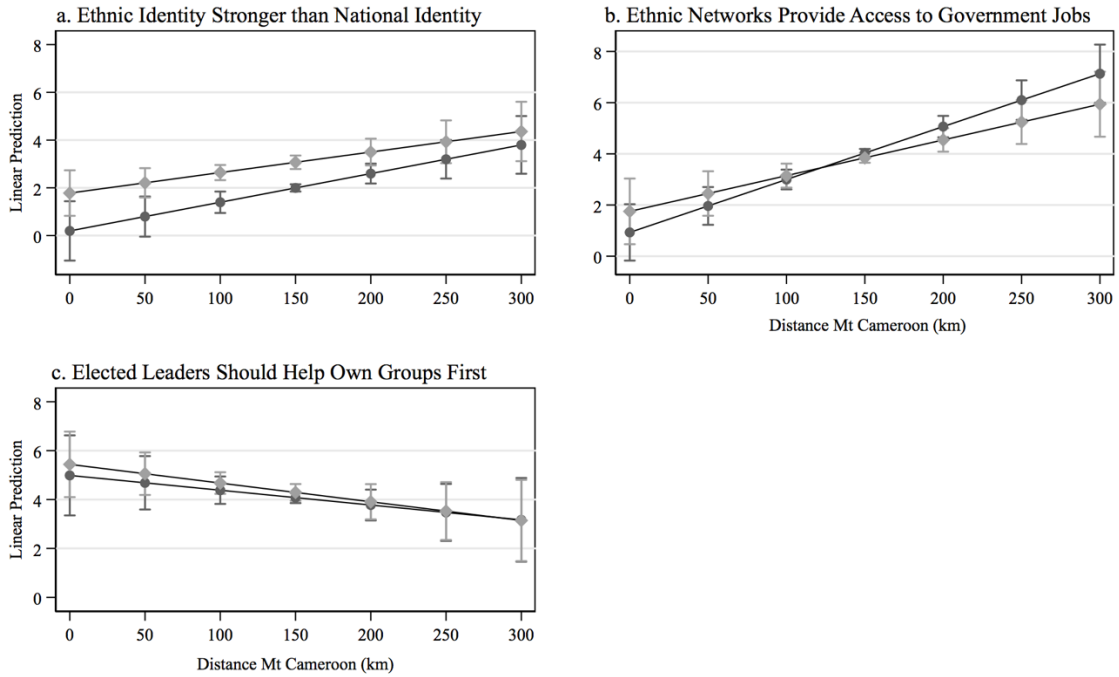 a. Ethnic Identity Stronger than National Identity
8
6
4
2
0
Linear Prediction
0 50 100 150 200 250 300
b. Ethnic Networks Provide Access to Government Jobs
8
6
4
2
0
0 50 100 150 200 250 300
Distance Mt Cameroon (km)
c. Elected Leaders Should Help Own Groups First
8
6
4
2
0
Linear Prediction
0 50 100 150 200 250 300
Distance Mt Cameroon (km)